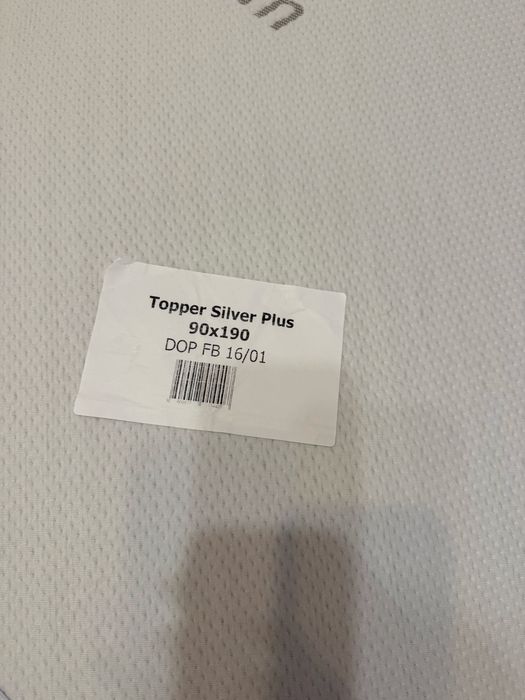 Topper Silver Plus
90x190
DOP FB 16/01